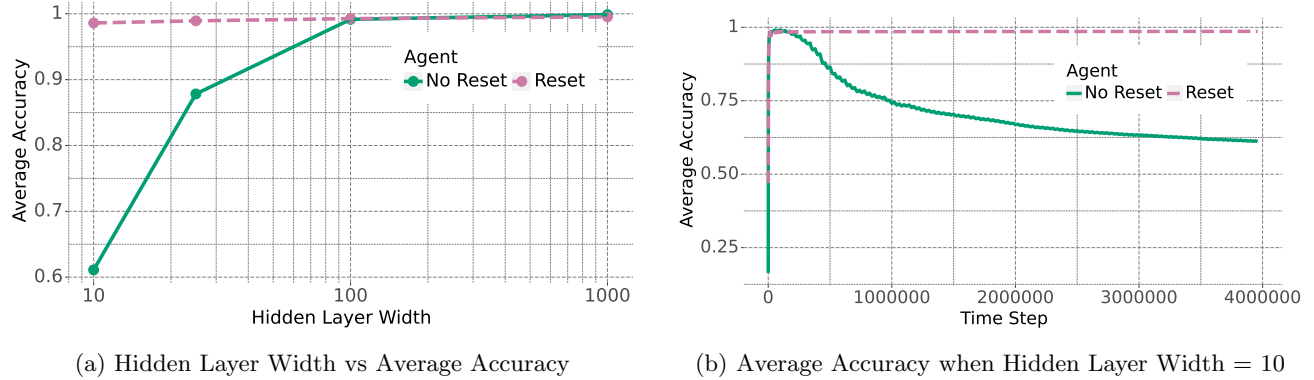 1
0.9
0.8
0.7
0.6
Average Accuracy
Agent
No Reset Reset
10 100 1000
Hidden Layer Width
(a) Hidden Layer Width vs Average Accuracy
1
0.75
0.50
0.25
Average Accuracy
Agent
No Reset Reset
0 1000000 2000000 3000000 4000000
Time Step
(b) Average Accuracy when Hidden Layer Width = 10